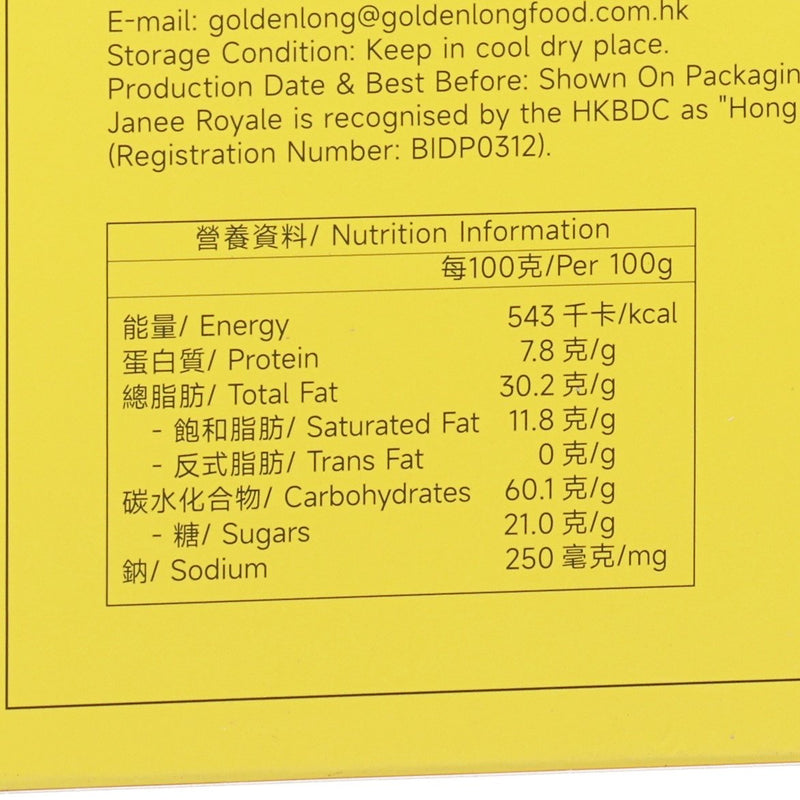 E-mail: goldenlong@goldenlongfood.com.hk
Storage Condition: Keep in cool dry place.
Production Date & Best Before: Shown On Packagin
Janee Royale is recognised by the HKBDC as "Hong
(Registration Number: BIDP0312).
營養資料/ Nutrition Information
每100克/Per 100g
能量/ Energy 543 千卡/kcal
蛋白質/ Protein 7.8 克/g
總脂肪/ Total Fat 30.2 克/g
- 飽和脂肪/ Saturated Fat 11.8 克/g
- 反式脂肪/ Trans Fat 0 克/g
碳水化合物/ Carbohydrates 60.1 克/g
- 糖/ Sugars 21.0 克/g
鈉/ Sodium 250 毫克/mg